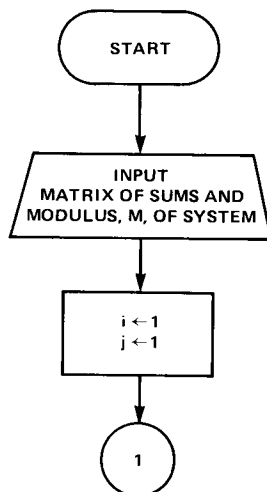 START
INPUT
MATRIX OF SUMS AND
MODULUS, M, OF SYSTEM
i ← 1
j ← 1
1